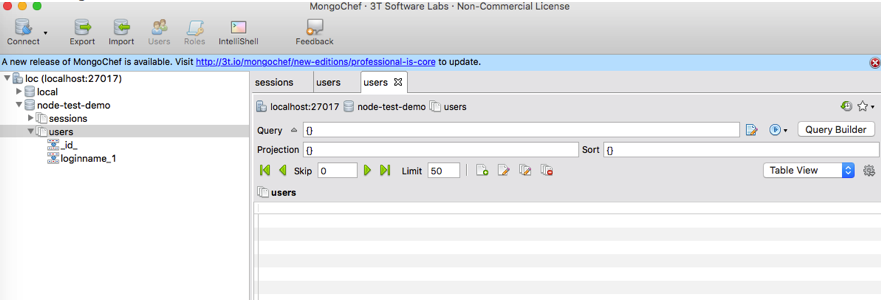 MongoChef - 3T Software Labs - Non-Commercial License
Connect Export Import Users Roles IntelliShell Feedback
A new release of MongoChef is available. Visit http://3t.io/mongochef/new-editions/professional-is-core to update.
loc (localhost:27017)
local
node-test-demo
sessions
users
_id_
loginname_1
sessions users users
localhost:27017 node-test-demo users
Query {} Query Builder
Projection {} Sort {}
Skip 0 Limit 50 Table View
users